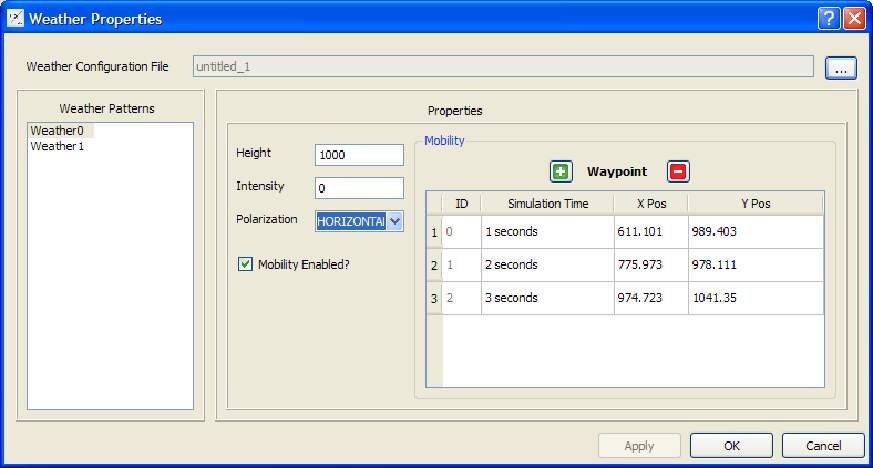 Weather Properties
Weather Configuration File untitled_1 ...
Weather Patterns
Weather0
Weather1
Properties
Height 1000
Intensity 0
Polarization HORIZONTAL
Mobility Enabled?
Mobility
Waypoint
ID Simulation Time X Pos Y Pos
1 0 1 seconds 611.101 989.403
2 1 2 seconds 775.973 978.111
3 2 3 seconds 974.723 1041.35
Apply OK Cancel